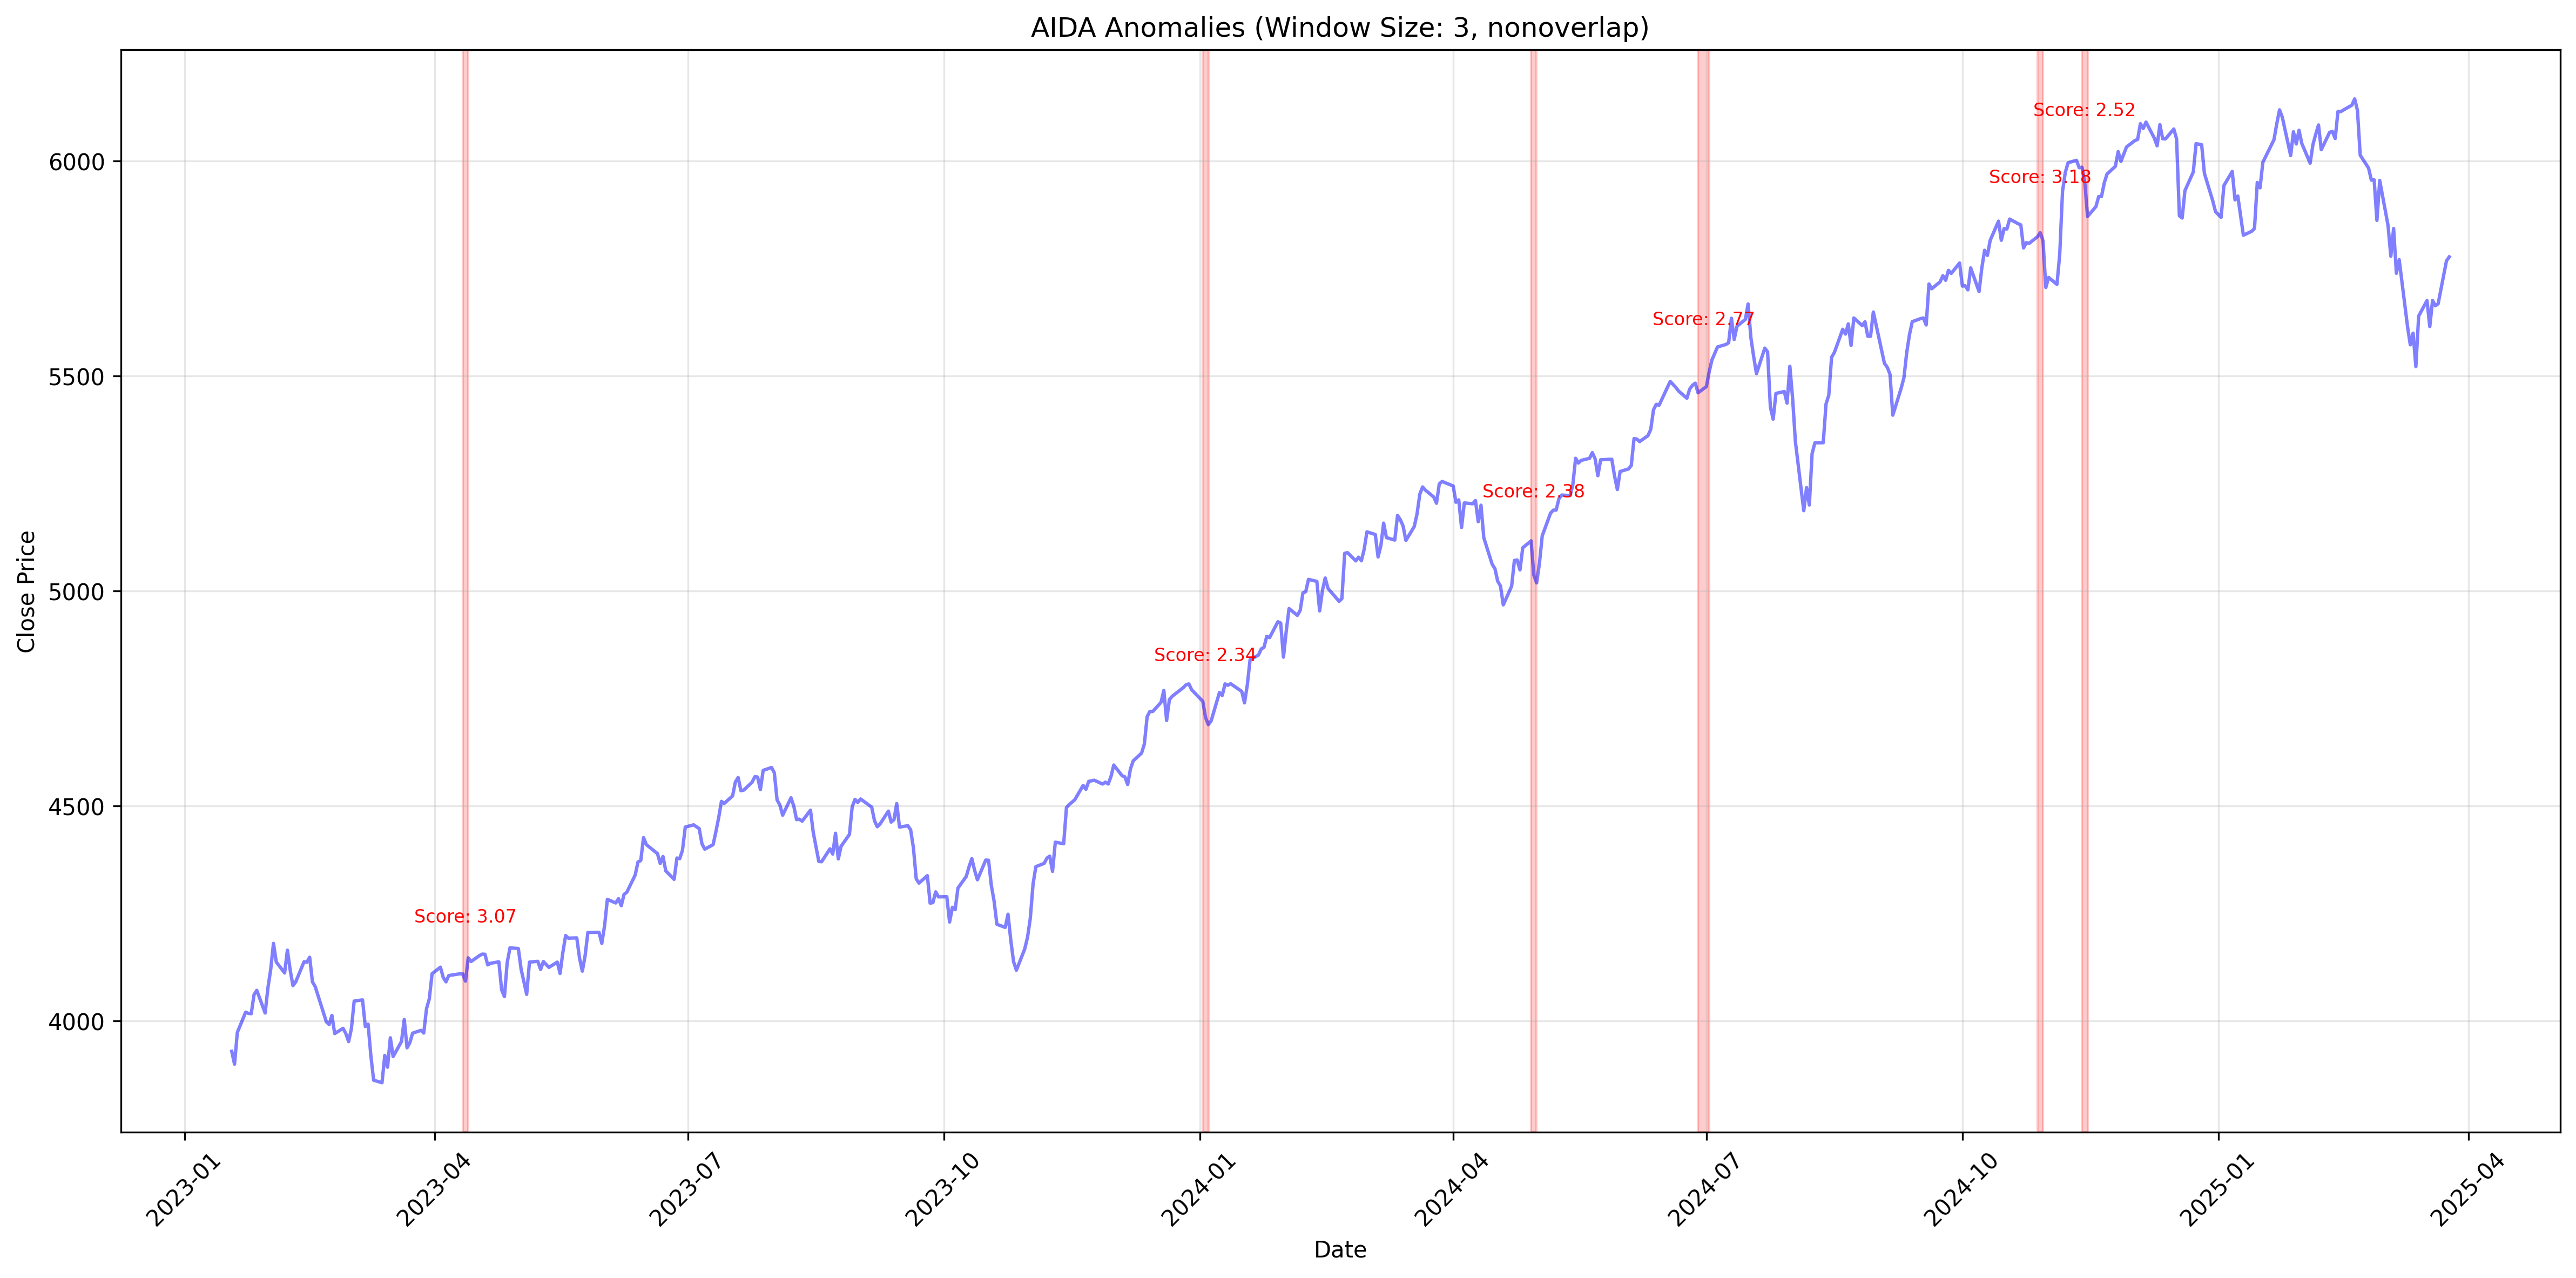 AIDA Anomalies (Window Size: 3, nonoverlap)
Score: 2.52
6000
Score: 3.18
Score: 2.77
5500
Score: 2.38
5000
Close Price
Score: 2.34
4500
Score: 3.07
4000
2023-01
2023-04
2023-07
2023-10
2024-01
2024-04
2024-07
2024-10
2025-01
2025-04
Date